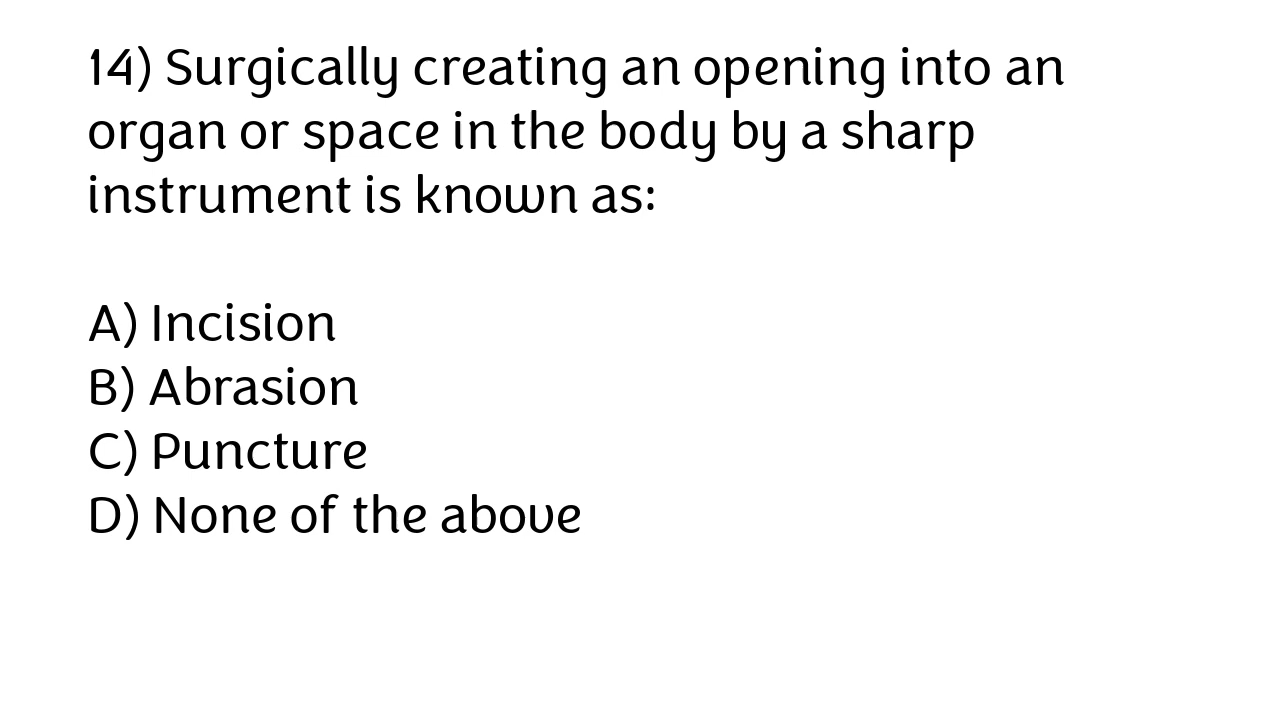 14) Surgically creating an opening into an
organ or space in the body by a sharp
instrument is known as:
A) Incision
B) Abrasion
C) Puncture
D) None of the above